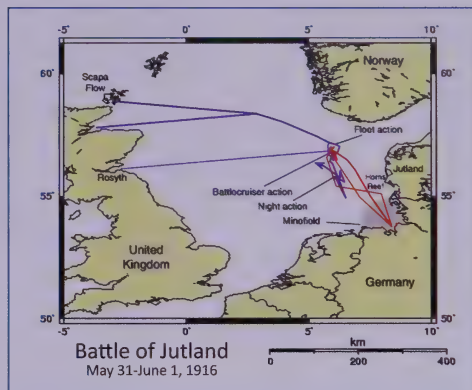 -5°
0°
5°
10°
60°
60°
Norway
Scapa
Flow
Fleet action
Jutland
Horns
Reef
Rosyth
Battlecruiser action
55°
55°
Night action
Minefield
United
Kingdom
Germany
50°
50°
-5°
0°
5°
10°
Battle of Jutland
May 31-June 1, 1916
km
0
200
400